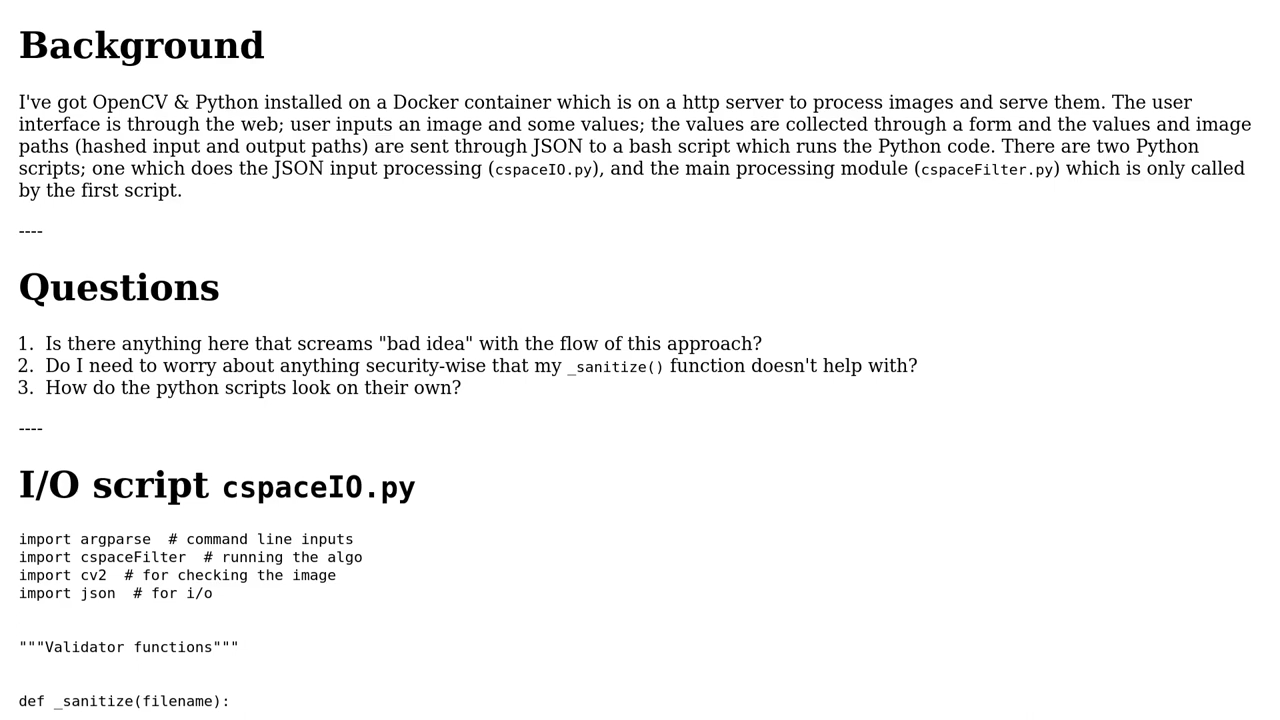 Background
I've got OpenCV & Python installed on a Docker container which is on a http server to process images and serve them. The user
interface is through the web; user inputs an image and some values; the values are collected through a form and the values and image
paths (hashed input and output paths) are sent through JSON to a bash script which runs the Python code. There are two Python
scripts; one which does the JSON input processing (cspaceIO.py), and the main processing module (cspaceFilter.py) which is only called
by the first script.
----
Questions
1. Is there anything here that screams "bad idea" with the flow of this approach?
2. Do I need to worry about anything security-wise that my _sanitize() function doesn't help with?
3. How do the python scripts look on their own?
----
I/O script cspaceIO.py
import argparse  # command line inputs
import cspaceFilter  # running the algo
import cv2  # for checking the image
import json  # for i/o
"""Validator functions"""
def _sanitize(filename):